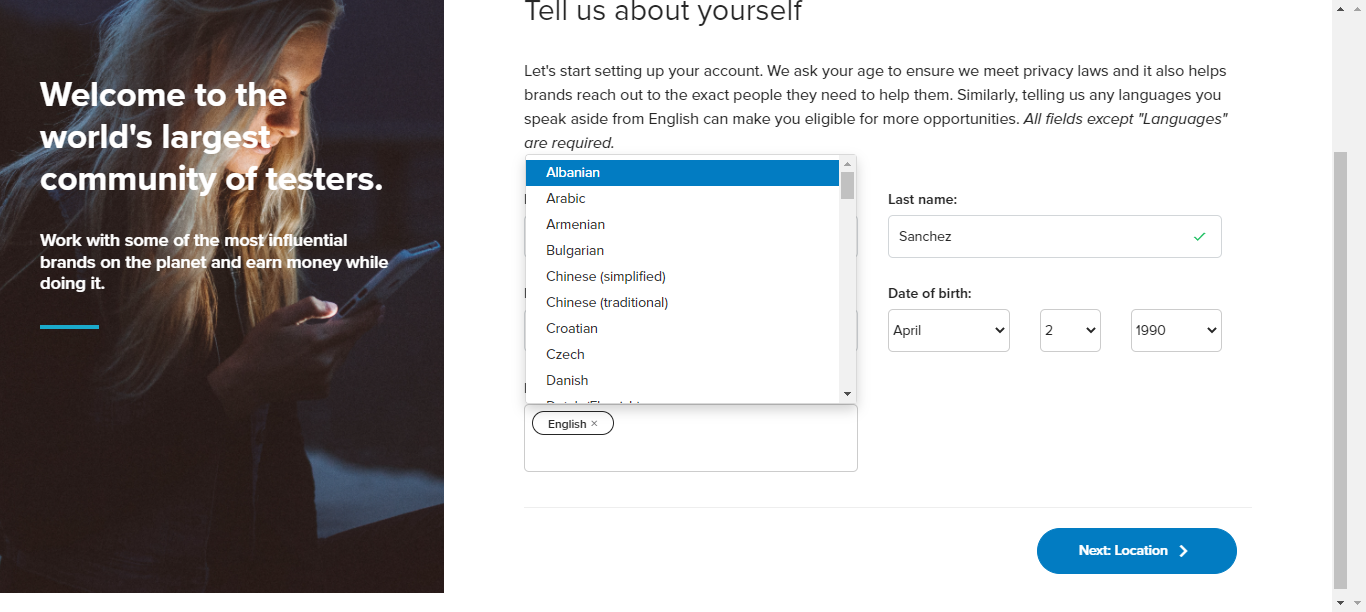 Welcome to the
world's largest
community of testers.
Work with some of the most influential
brands on the planet and earn money while
doing it.
Tell us about yourself
Let's start setting up your account. We ask your age to ensure we meet privacy laws and it also helps
brands reach out to the exact people they need to help them. Similarly, telling us any languages you
speak aside from English can make you eligible for more opportunities. All fields except "Languages"
are required.
Albanian
Arabic
Armenian
Bulgarian
Chinese (simplified)
Chinese (traditional)
Croatian
Czech
Danish
English ×
Last name:
Sanchez
Date of birth:
April 2 1990
Next: Location